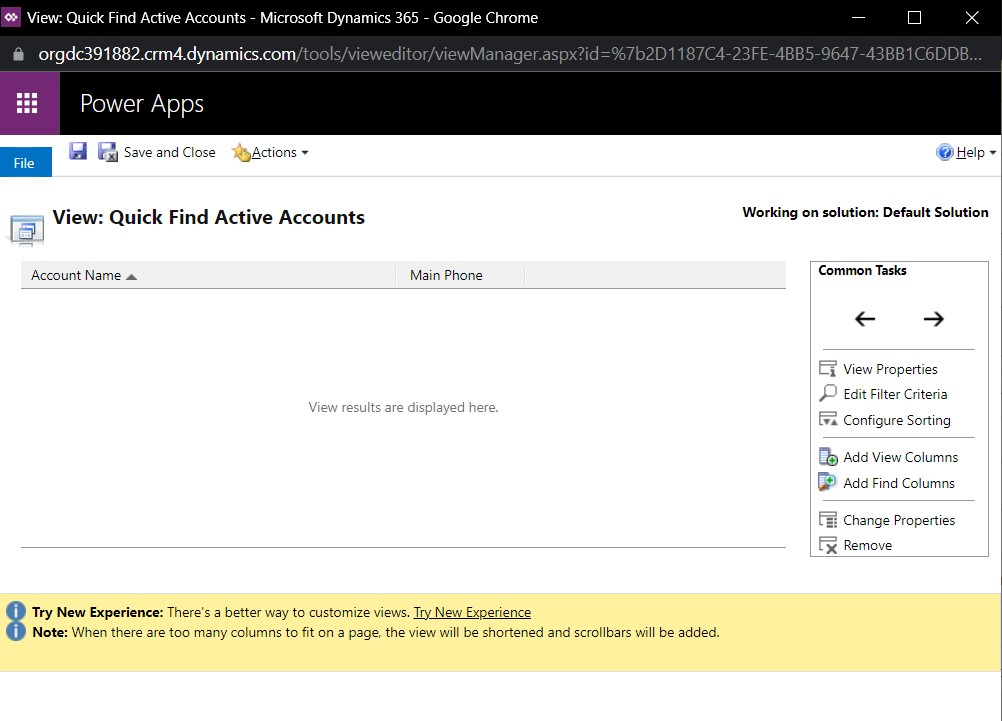 View: Quick Find Active Accounts - Microsoft Dynamics 365 - Google Chrome
orgdc391882.crm4.dynamics.com/tools/vieweditor/viewManager.aspx?id=%7b2D1187C4-23FE-4BB5-9647-43BB1C6DDB...
Power Apps
File
Save and Close
Actions
Help
View: Quick Find Active Accounts
Working on solution: Default Solution
Account Name
Main Phone
View results are displayed here.
Common Tasks
View Properties
Edit Filter Criteria
Configure Sorting
Add View Columns
Add Find Columns
Change Properties
Remove
Try New Experience: There's a better way to customize views. Try New Experience
Note: When there are too many columns to fit on a page, the view will be shortened and scrollbars will be added.